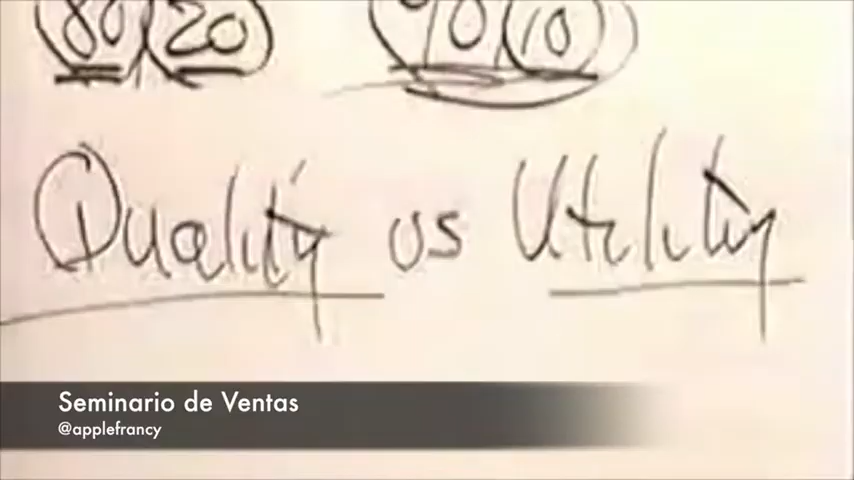 80/20 90/10
Quality vs Utility
Seminario de Ventas
@applefrancy